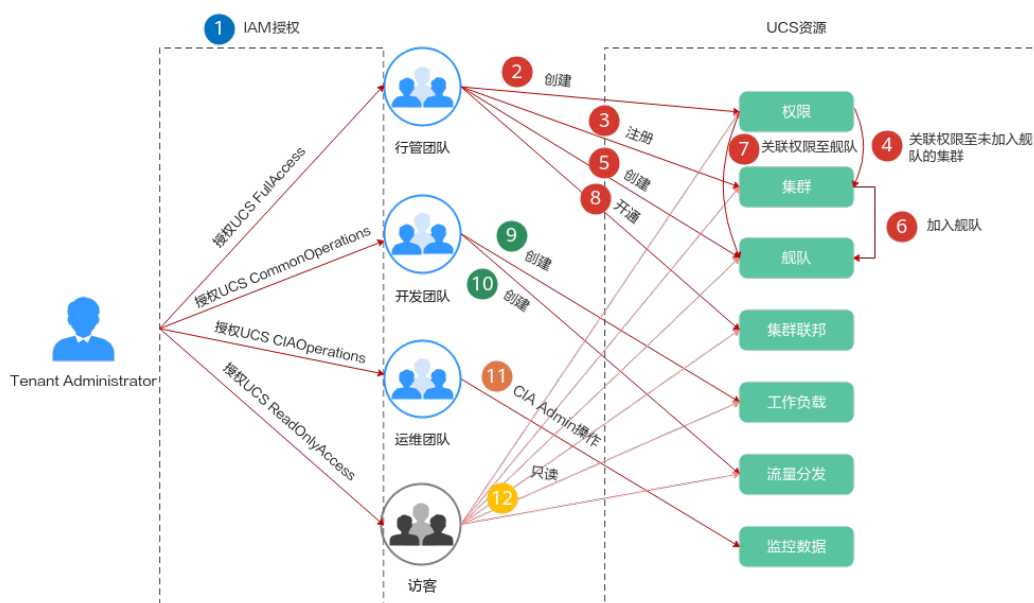 1 IAM授权
UCS资源
2 创建
权限
3 注册
7 关联权限至舰队
4 关联权限至未加入舰
队的集群
行管团队
5 创建
集群
授权UCS FullAccess
8 开通
6 加入舰队
9 创建
舰队
授权UCS CommonOperations
10 创建
开发团队
集群联邦
授权UCS CIAOperations
Tenant Administrator
11 CIA Admin操作
工作负载
授权UCS ReadOnlyAccess
运维团队
只读
流量分发
12
监控数据
访客